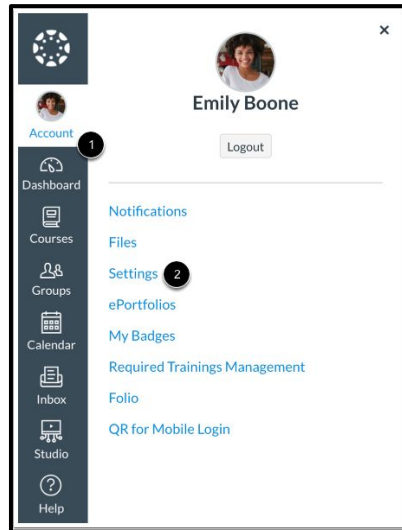 Account
1
Dashboard
Courses
Groups
Calendar
Inbox
Studio
Help
×
Emily Boone
Logout
Notifications
Files
Settings 2
ePortfolios
My Badges
Required Trainings Management
Folio
QR for Mobile Login